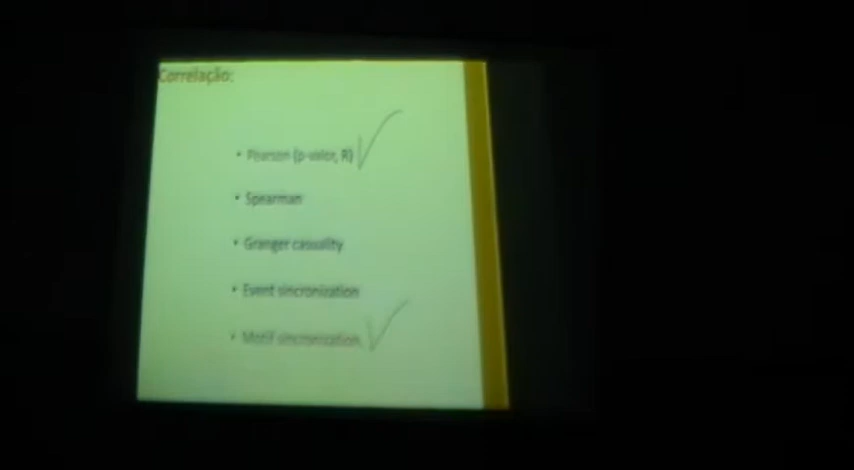 Correlação:
• Pearson (p-valor, R)
• Spearman
• Granger casuality
• Event sincronization
• Motif sincronization